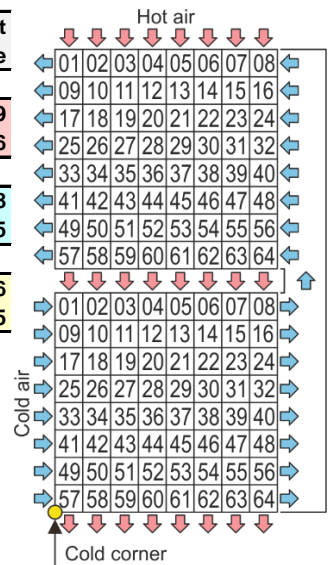 Hot air
t
e
01 02 03 04 05 06 07 08
09 10 11 12 13 14 15 16
9
17 18 19 20 21 22 23 24
6
25 26 27 28 29 30 31 32
33 34 35 36 37 38 39 40
3
41 42 43 44 45 46 47 48
5
49 50 51 52 53 54 55 56
57 58 59 60 61 62 63 64
6
5
01 02 03 04 05 06 07 08
09 10 11 12 13 14 15 16
17 18 19 20 21 22 23 24
25 26 27 28 29 30 31 32
33 34 35 36 37 38 39 40
41 42 43 44 45 46 47 48
49 50 51 52 53 54 55 56
57 58 59 60 61 62 63 64
Cold air
Cold corner